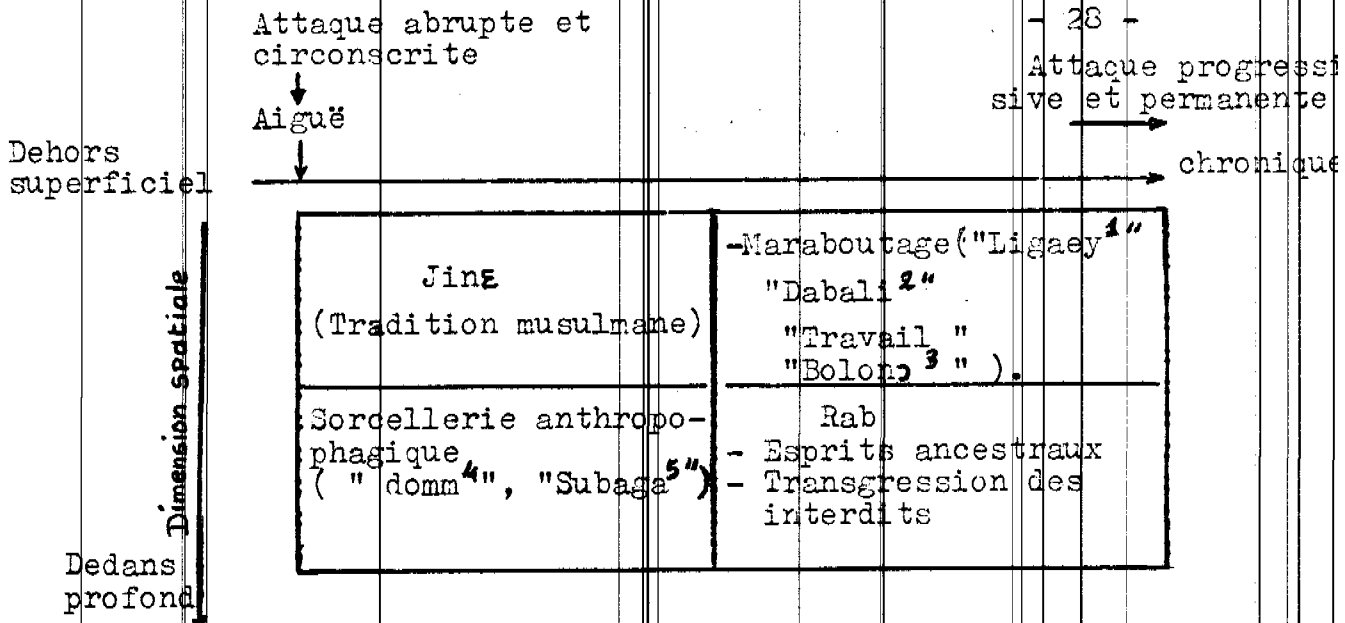 - 28 -
Attaque abrupte et
circonscrite
Aiguë
Attaque progressi
sive et permanente
chronique
Dehors
superficiel
Dimension spatiale
Dedans
profond
Jinɛ
(Tradition musulmane)
-Maraboutage("Ligaey1"
"Dabali2"
"Travail "
"Bolonɔ3 " ).
Sorcellerie anthropo-
phagique
( " domm4", "Subaga5")
Rab
- Esprits ancestraux
- Transgression des
interdits